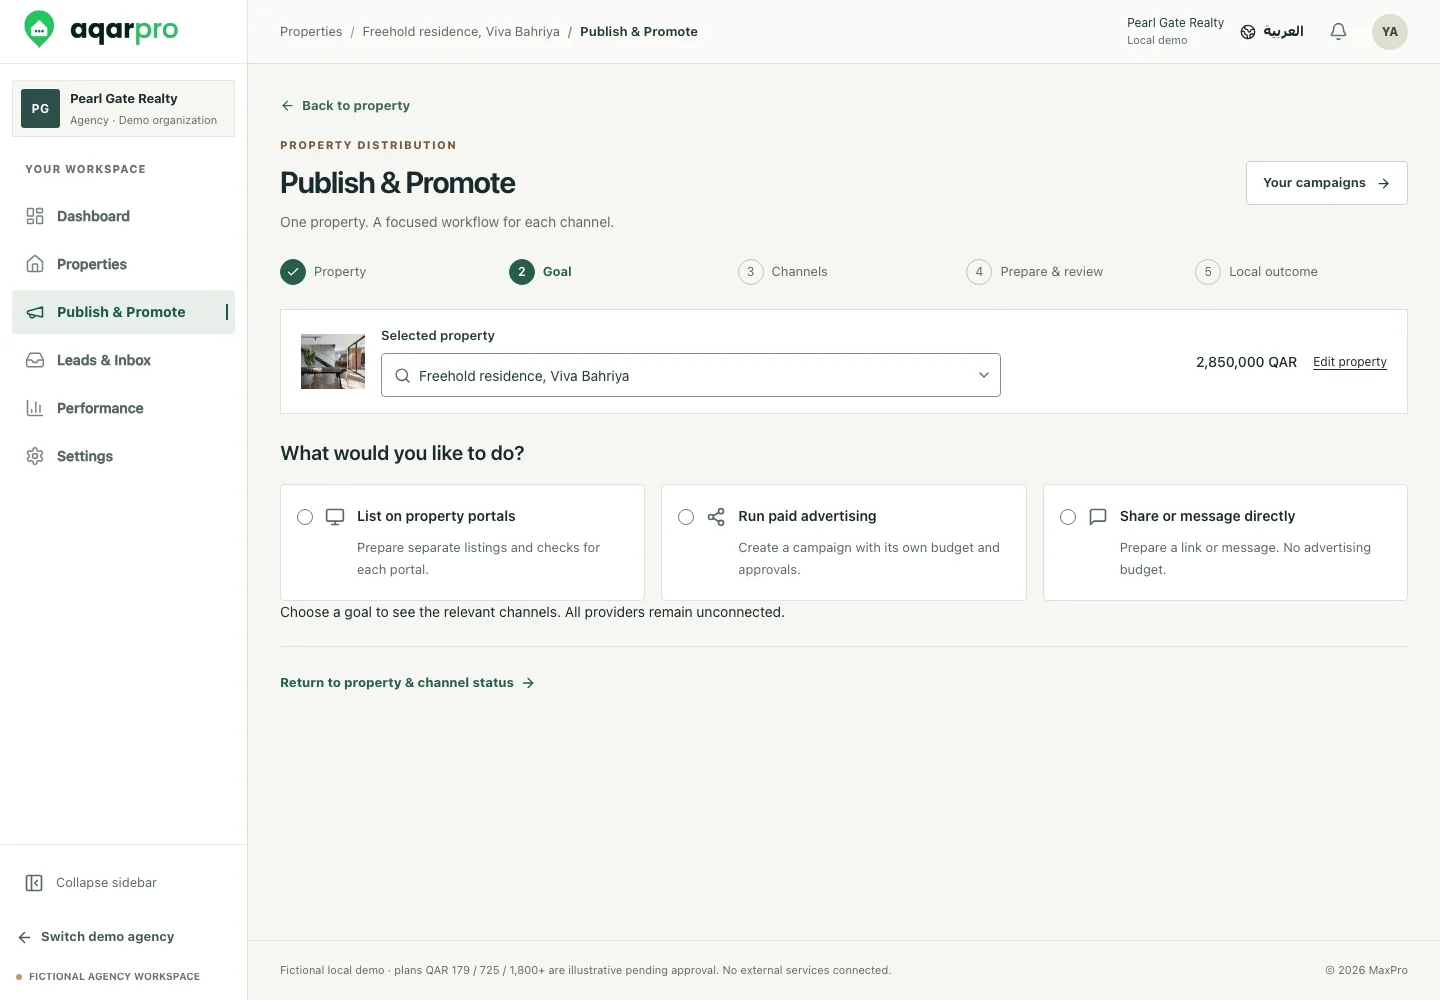 aqarpro
Properties / Freehold residence, Viva Bahriya / Publish & Promote
Pearl Gate Realty
Local demo
العربية
YA
PG
Pearl Gate Realty
Agency · Demo organization
YOUR WORKSPACE
Dashboard
Properties
Publish & Promote
Leads & Inbox
Performance
Settings
Collapse sidebar
Switch demo agency
FICTIONAL AGENCY WORKSPACE
Back to property
PROPERTY DISTRIBUTION
Publish & Promote
One property. A focused workflow for each channel.
Your campaigns
Property
2 Goal
3 Channels
4 Prepare & review
5 Local outcome
Selected property
Freehold residence, Viva Bahriya
2,850,000 QAR Edit property
What would you like to do?
List on property portals
Prepare separate listings and checks for
each portal.
Run paid advertising
Create a campaign with its own budget and
approvals.
Share or message directly
Prepare a link or message. No advertising
budget.
Choose a goal to see the relevant channels. All providers remain unconnected.
Return to property & channel status
Fictional local demo · plans QAR 179 / 725 / 1,800+ are illustrative pending approval. No external services connected.
© 2026 MaxPro